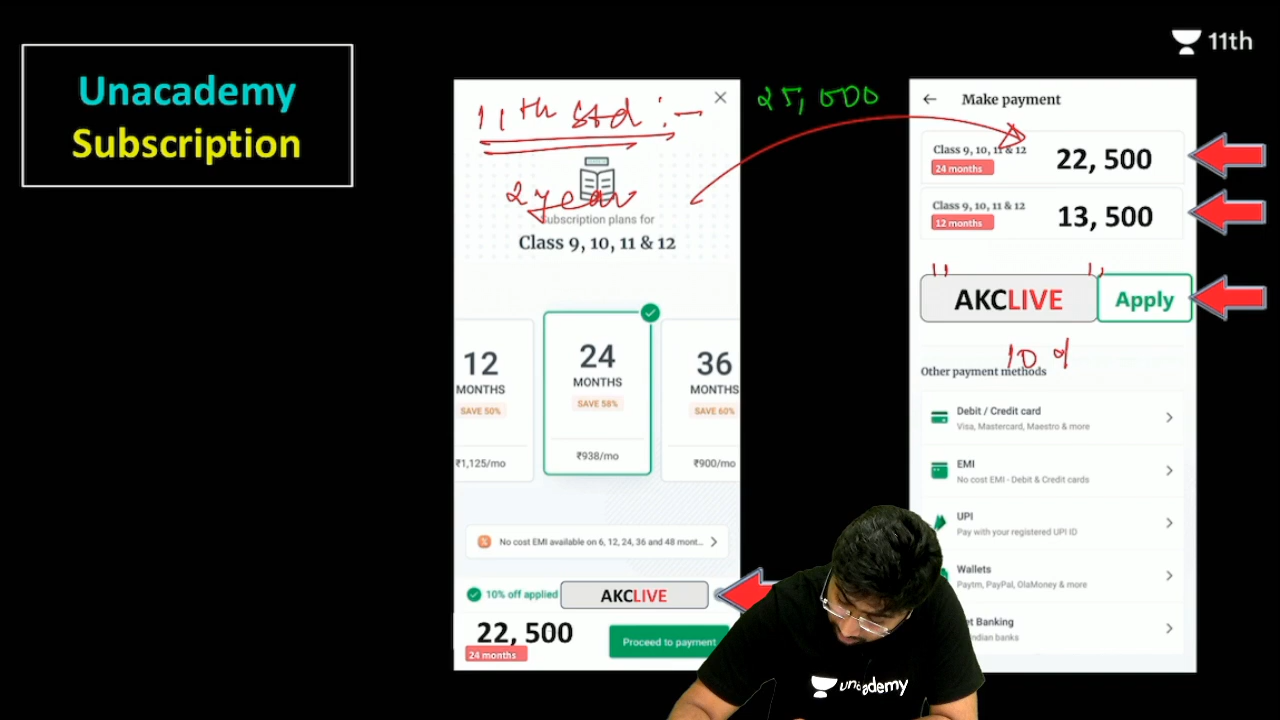 Unacademy
Subscription
11th
25,000
11th std :-
2 year
Subscription plans for
Class 9, 10, 11 & 12
12
MONTHS
SAVE 50%
₹1,125/mo
24
MONTHS
SAVE 58%
₹938/mo
36
MONTHS
SAVE 60%
₹900/mo
No cost EMI available on 6, 12, 24, 36 and 48 mont...
10% off applied
AKCLIVE
22, 500
24 months
Proceed to payment
Make payment
Class 9, 10, 11 & 12
24 months
22, 500
Class 9, 10, 11 & 12
12 months
13, 500
" AKCLIVE "
Apply
10 %
Other payment methods
Debit / Credit card
Visa, Mastercard, Maestro & more
EMI
No cost EMI - Debit & Credit cards
UPI
Pay with your registered UPI ID
Wallets
Paytm, PayPal, OlaMoney & more
et Banking
ndian banks
unacademy